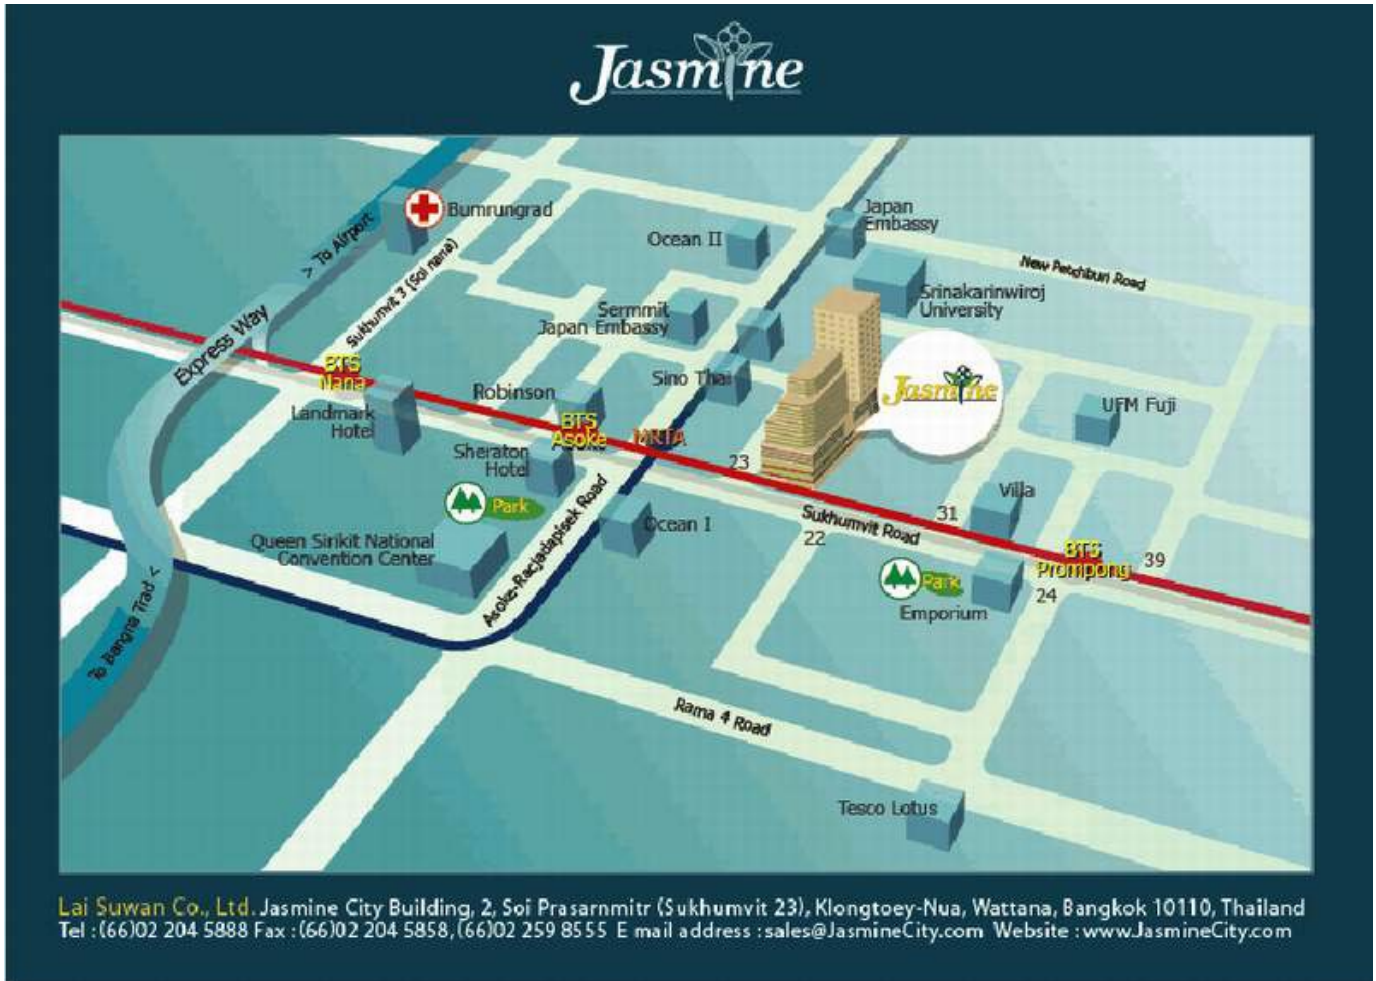 Jasmine
Bumrungrad
> To Airport
Sukhumvit 3 (Soi nana)
Express Way
Ocean II
Japan
Embassy
New Petchburi Road
Srinakarinwiroj
University
Sermmit
Japan Embassy
Sino Thai
Jasmine
UFM Fuji
BTS
Nana
Landmark
Hotel
Robinson
BTS
Asoke
MRTA
Sheraton
Hotel
23
Park
Villa
Ocean I
31
Sukhumvit Road
22
Queen Sirikit National
Convention Center
Asoke-Racjadapisek Road
BTS
Prompong
39
Park
24
Emporium
To Bangna Trad <
Rama 4 Road
Tesco Lotus
Lai Suwan Co., Ltd. Jasmine City Building, 2, Soi Prasarnmitr (Sukhumvit 23), Klongtoey-Nua, Wattana, Bangkok 10110, Thailand
Tel :(66)02 204 5888 Fax :(66)02 204 5858, (66)02 259 8555 E mail address :sales@JasmineCity.com Website :www.JasmineCity.com